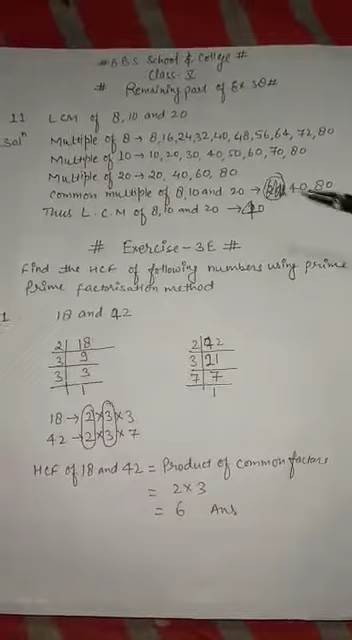 # BBS School & College #
Class-V
# Remaining part of Ex 3D #
11 LCM of 8, 10 and 20
Solⁿ Multiple of 8 → 8, 16, 24, 32, 40, 48, 56, 64, 72, 80
Multiple of 10 → 10, 20, 30, 40, 50, 60, 70, 80
Multiple of 20 → 20, 40, 60, 80
Common multiple of 8, 10 and 20 → 40, 80
Thus L.C.M of 8, 10 and 20 → 40
# Exercise-3E #
Find the HCF of following numbers using prime
prime factorisation method
1 18 and 42
2 18 2 42
3 9 3 21
3 3 7 7
1 1
18 → 2 × 3 × 3
42 → 2 × 3 × 7
HCF of 18 and 42 = Product of common factors
= 2 × 3
= 6 Ans